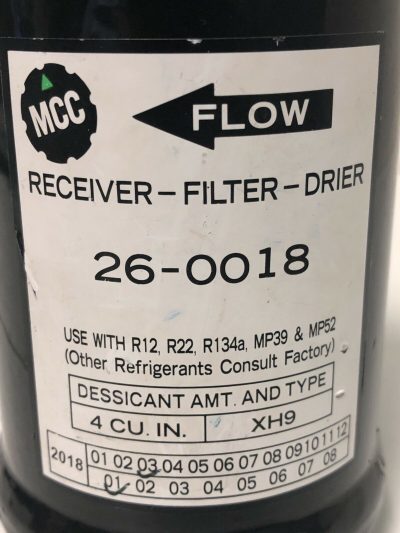 MCC
FLOW
RECEIVER-FILTER-DRIER
26-0018
USE WITH R12, R22, R134a, MP39 & MP52
(Other Refrigerants Consult Factory)
DESSICANT AMT. AND TYPE
4 CU. IN. XH9
2018 01 02 03 04 05 06 07 08 09 10 11 12
01 02 03 04 05 06 07 08